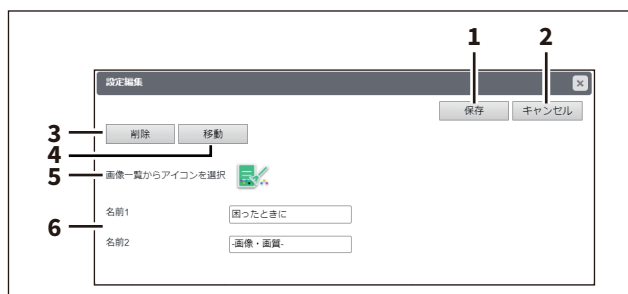 1 2
設定編集
保存 キャンセル
3 削除 移動
4
5 画像一覧からアイコンを選択
名前1 困ったときに
6
名前2 -画像・画質-